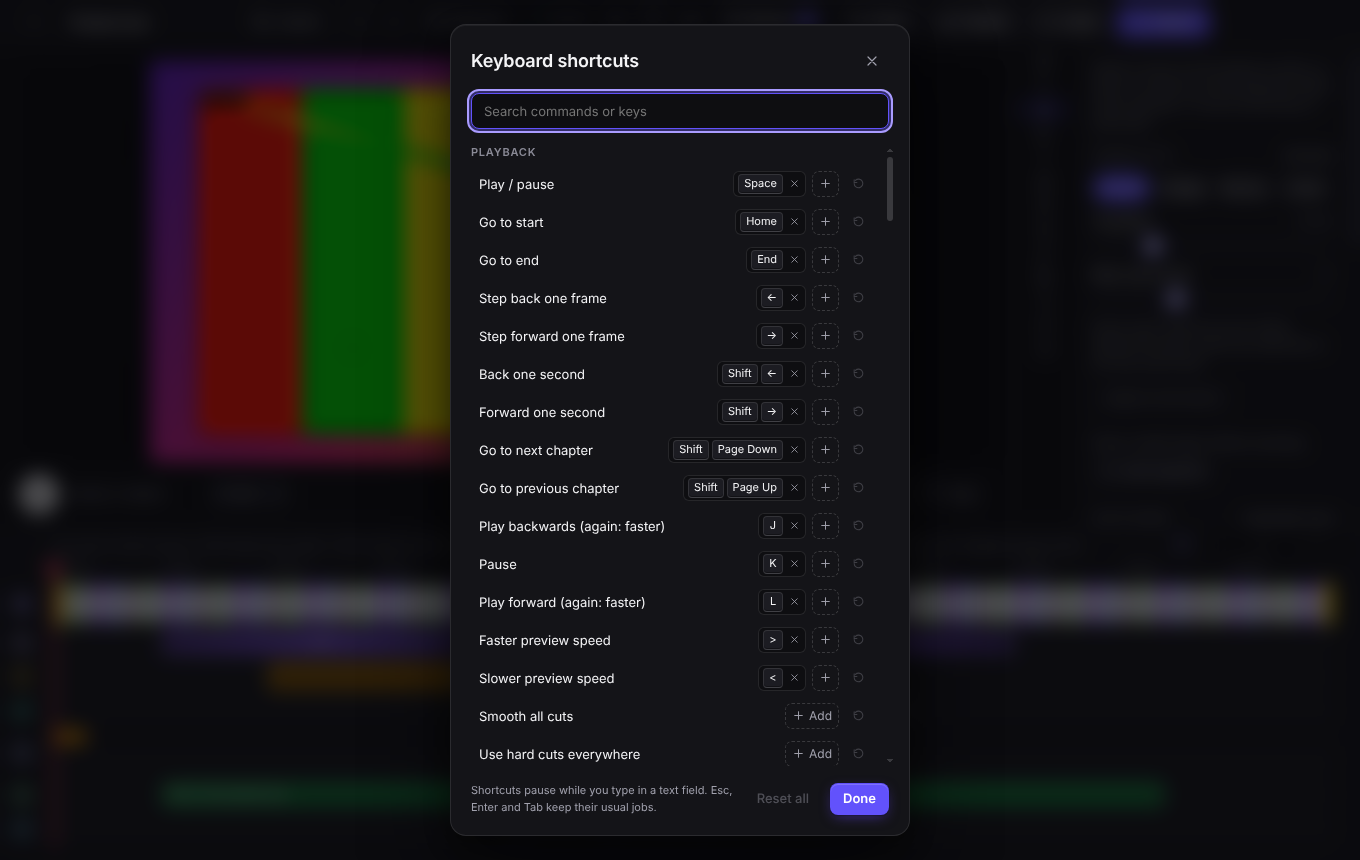 Keyboard shortcuts
Search commands or keys
PLAYBACK
Play / pause Space
Go to start Home
Go to end End
Step back one frame ←
Step forward one frame →
Back one second Shift ←
Forward one second Shift →
Go to next chapter Shift Page Down
Go to previous chapter Shift Page Up
Play backwards (again: faster) J
Pause K
Play forward (again: faster) L
Faster preview speed >
Slower preview speed <
Smooth all cuts + Add
Use hard cuts everywhere + Add
Shortcuts pause while you type in a text field. Esc,
Enter and Tab keep their usual jobs.
Reset all
Done